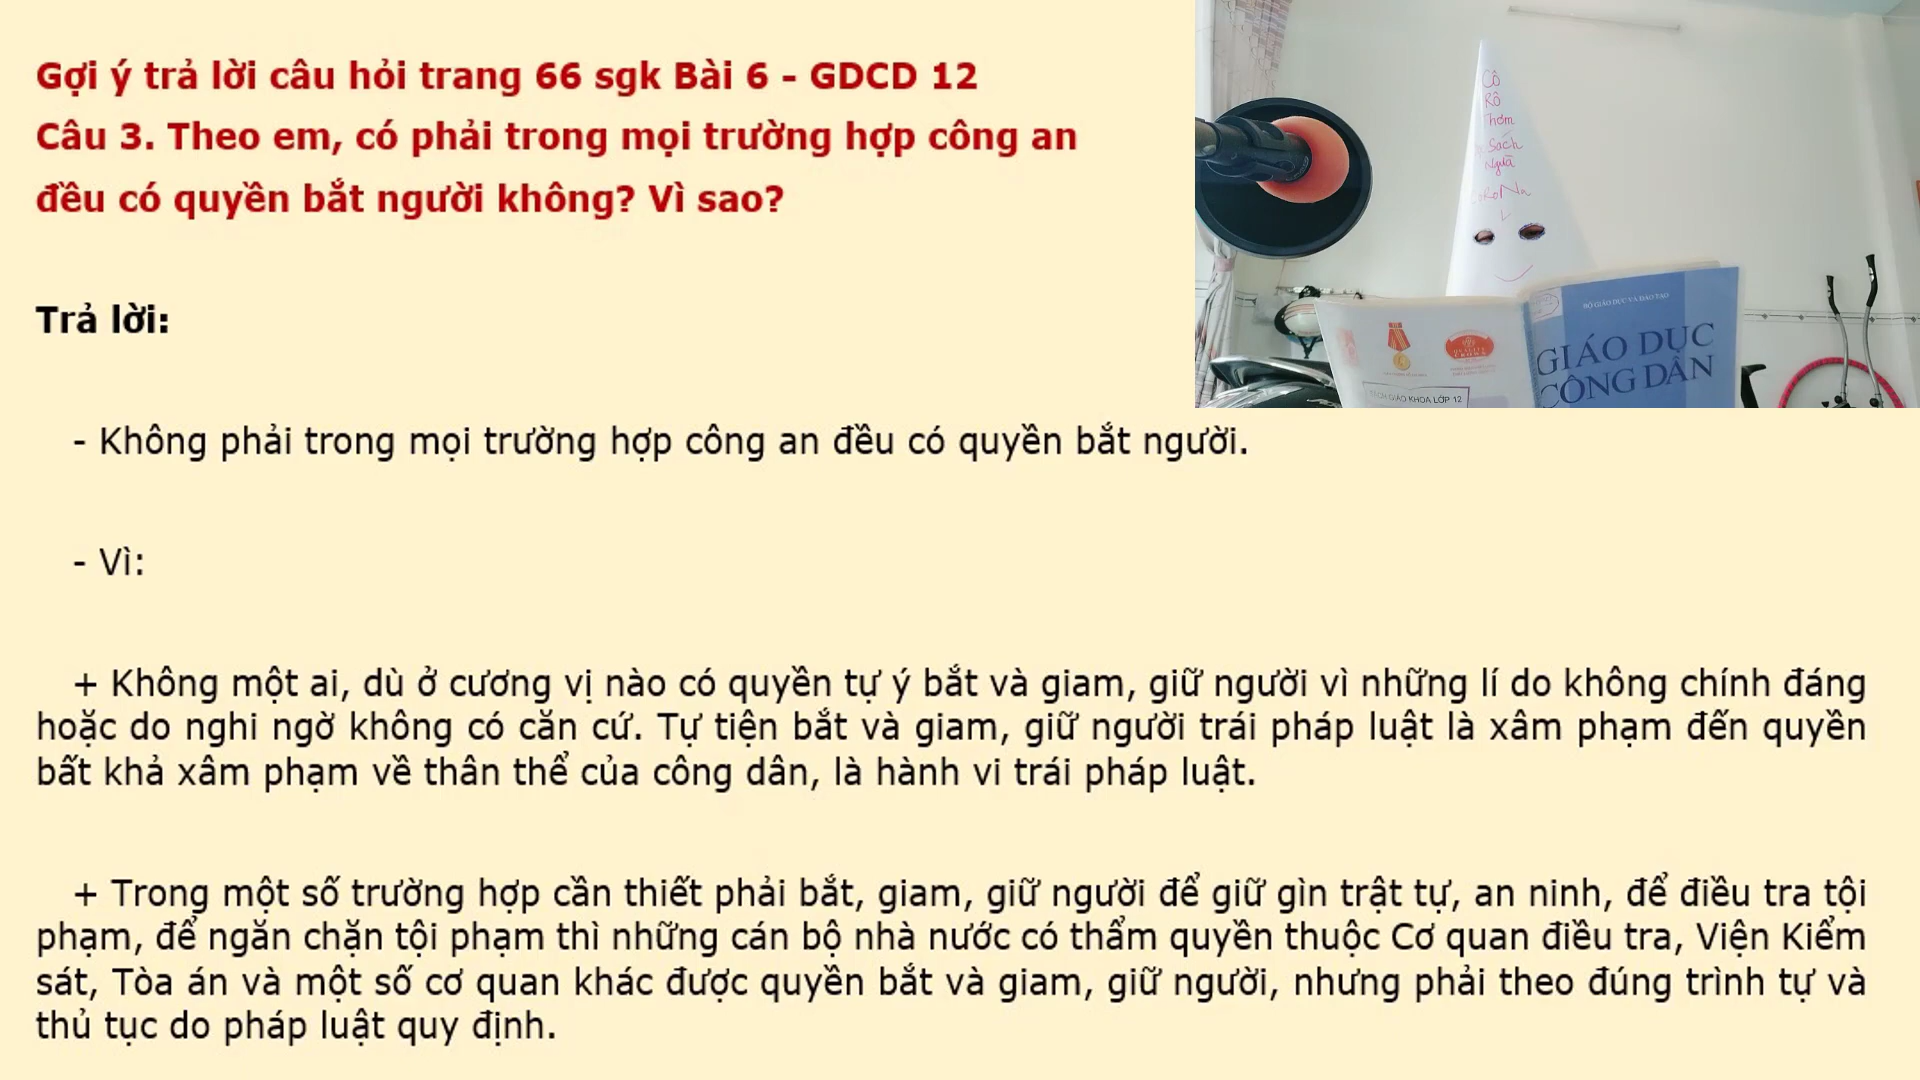 Gợi ý trả lời câu hỏi trang 66 sgk Bài 6 - GDCD 12
Câu 3. Theo em, có phải trong mọi trường hợp công an
đều có quyền bắt người không? Vì sao?
Trả lời:
- Không phải trong mọi trường hợp công an đều có quyền bắt người.
- Vì:
+ Không một ai, dù ở cương vị nào có quyền tự ý bắt và giam, giữ người vì những lí do không chính đáng
hoặc do nghi ngờ không có căn cứ. Tự tiện bắt và giam, giữ người trái pháp luật là xâm phạm đến quyền
bất khả xâm phạm về thân thể của công dân, là hành vi trái pháp luật.
+ Trong một số trường hợp cần thiết phải bắt, giam, giữ người để giữ gìn trật tự, an ninh, để điều tra tội
phạm, để ngăn chặn tội phạm thì những cán bộ nhà nước có thẩm quyền thuộc Cơ quan điều tra, Viện Kiểm
sát, Tòa án và một số cơ quan khác được quyền bắt và giam, giữ người, nhưng phải theo đúng trình tự và
thủ tục do pháp luật quy định.
Cô
Rô
Thơm
Sách
Ngừa
CoRoNa
BỘ GIÁO DỤC VÀ ĐÀO TẠO
GIÁO DỤC
CÔNG DÂN
SÁCH GIÁO KHOA LỚP 12